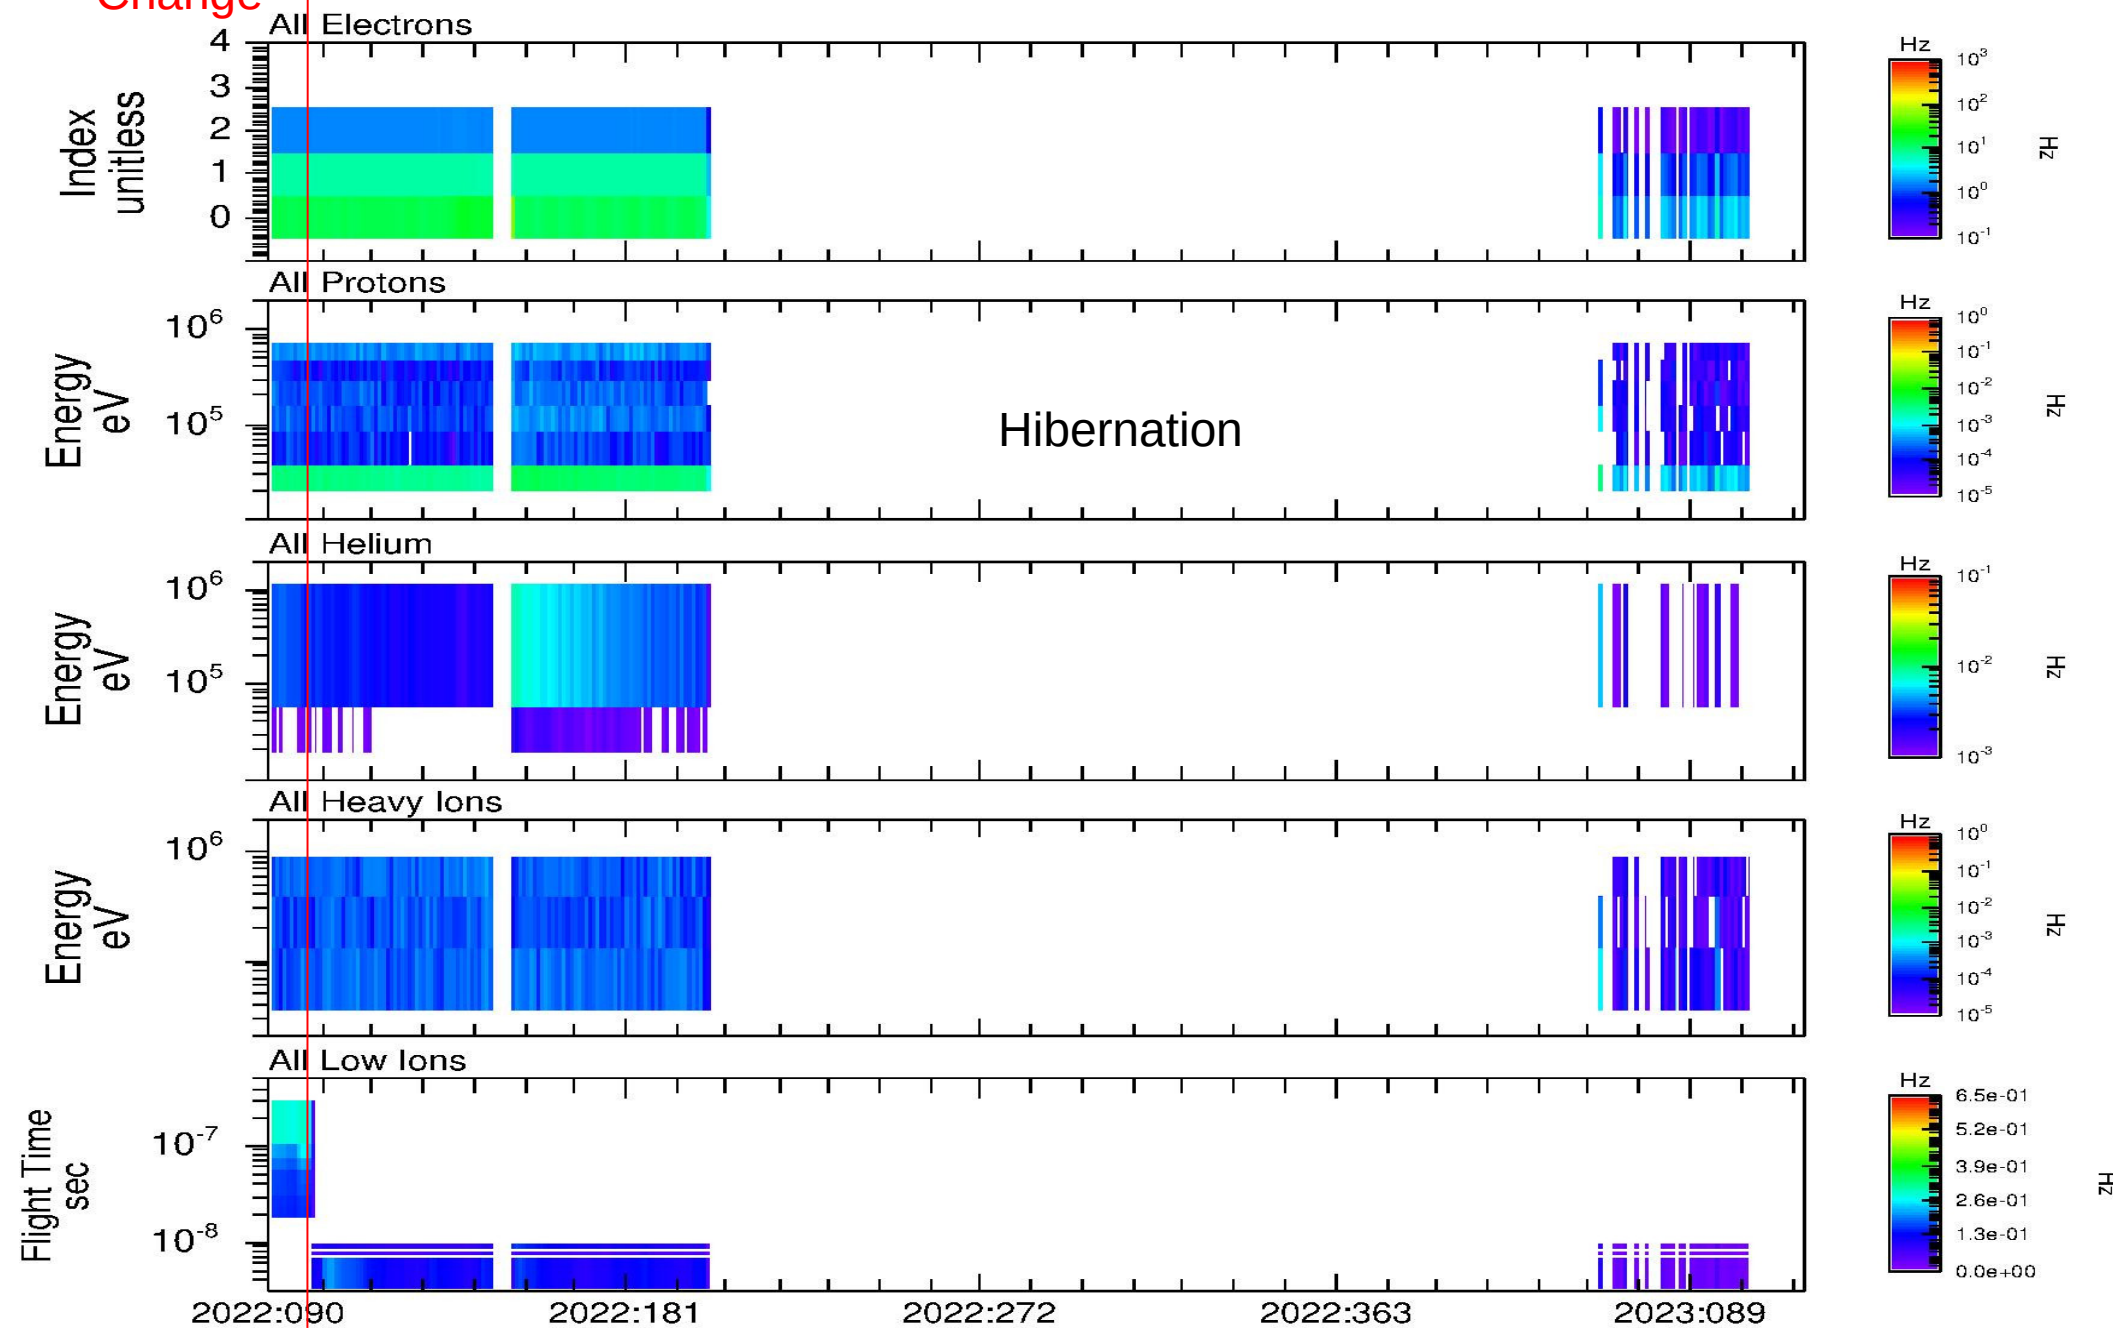 Change
All Electrons
4
3
2
1
0
Index
unitless
Hz
10³
10²
10¹
10⁰
10⁻¹
Hz
All Protons
10⁶
10⁵
Energy
eV
Hibernation
Hz
10⁰
10⁻¹
10⁻²
10⁻³
10⁻⁴
10⁻⁵
Hz
All Helium
10⁶
10⁵
Energy
eV
Hz
10⁻¹
10⁻²
10⁻³
Hz
All Heavy Ions
10⁶
Energy
eV
Hz
10⁰
10⁻¹
10⁻²
10⁻³
10⁻⁴
10⁻⁵
Hz
All Low Ions
10⁻⁷
10⁻⁸
Flight Time
sec
Hz
6.5e-01
5.2e-01
3.9e-01
2.6e-01
1.3e-01
0.0e+00
Hz
2022:090 2022:181 2022:272 2022:363 2023:089